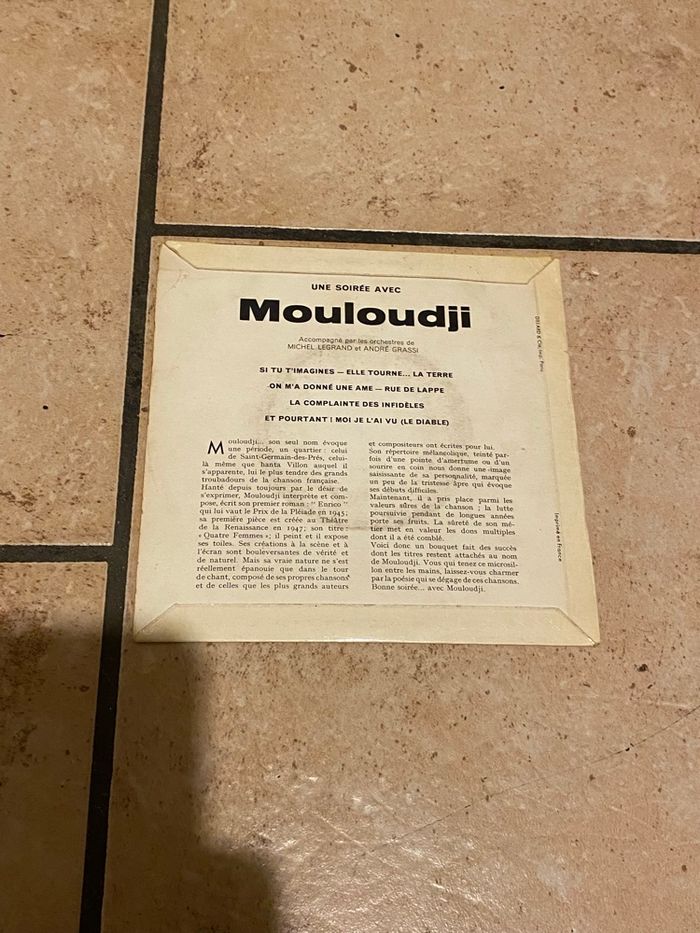 UNE SOIRÉE AVEC
Mouloudji
Accompagné par les orchestres de
MICHEL LEGRAND et ANDRÉ GRASSI
SI TU T'IMAGINES — ELLE TOURNE... LA TERRE
ON M'A DONNÉ UNE AME — RUE DE LAPPE
LA COMPLAINTE DES INFIDÈLES
ET POURTANT ! MOI JE L'AI VU (LE DIABLE)
Mouloudji... son seul nom évoque
une période, un quartier : celui
de Saint-Germain-des-Prés, celui-
là même que hanta Villon auquel il
s'apparente, lui le plus tendre des grands
troubadours de la chanson française.
Hanté depuis toujours par le désir de
s'exprimer, Mouloudji interprète et com-
pose, écrit son premier roman : " Enrico "
qui lui vaut le Prix de la Pléiade en 1945 ;
sa première pièce est créée au Théâtre
de la Renaissance en 1947 ; son titre :
« Quatre Femmes » ; il peint et il expose
ses toiles. Ses créations à la scène et à
l'écran sont bouleversantes de vérité et
de naturel. Mais sa vraie nature ne s'est
réellement épanouie que dans le tour
de chant, composé de ses propres chansons
et de celles que les plus grands auteurs
et compositeurs ont écrites pour lui.
Son répertoire mélancolique, teinté par-
fois d'une pointe d'amertume ou d'un
sourire en coin nous donne une image
saisissante de sa personnalité, marquée
un peu de la tristesse âpre qui évoque
ses débuts difficiles.
Maintenant, il a pris place parmi les
valeurs sûres de la chanson ; la lutte
poursuivie pendant de longues années
porte ses fruits. La sûreté de son mé-
tier met en valeur les dons multiples
dont il a été comblé.
Voici donc un bouquet fait des succès
dont les titres restent attachés au nom
de Mouloudji. Vous qui tenez ce microsil-
lon entre les mains, laissez-vous charmer
par la poésie qui se dégage de ces chansons.
Bonne soirée... avec Mouloudji.
& Cie, Imp. Paris
Imprimé en France